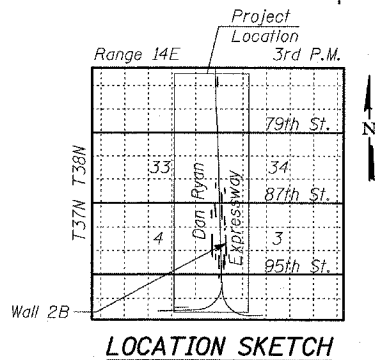 Project
Location
Range 14E 3rd P.M.
79th St.
T38N
33 34
87th St.
T37N
Dan Ryan
Expressway
4 3
95th St.
Wall 2B
N
LOCATION SKETCH